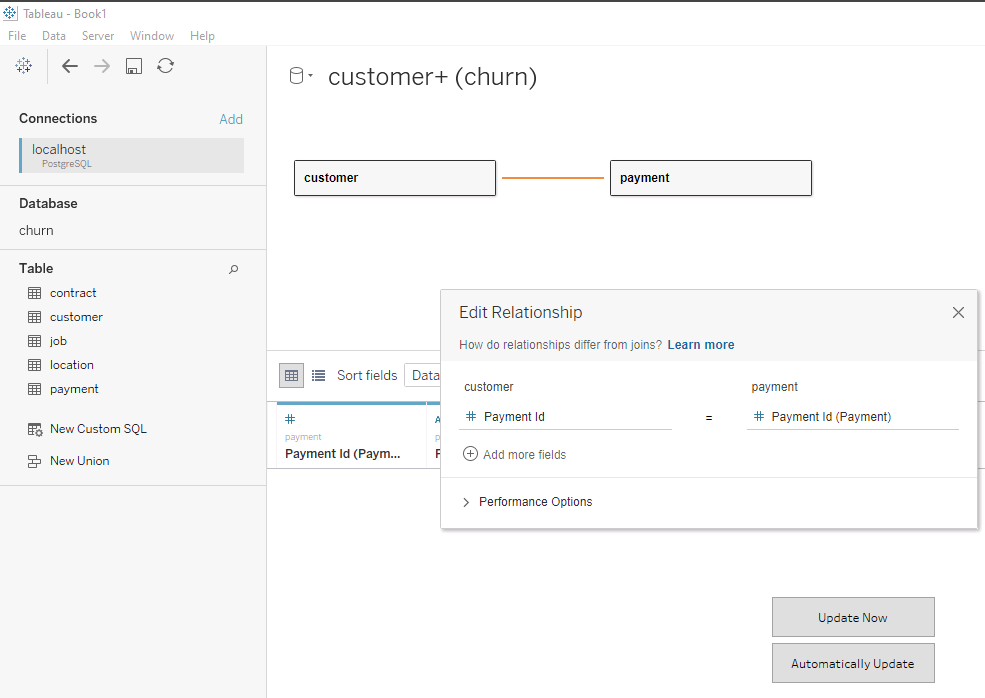 Tableau - Book1
File Data Server Window Help
Connections
Add
localhost
PostgreSQL
Database
churn
Table
contract
customer
job
location
payment
New Custom SQL
New Union
customer+ (churn)
customer
payment
Sort fields
Data
#
payment
Payment Id (Paym...
Edit Relationship
How do relationships differ from joins? Learn more
customer
payment
# Payment Id
=
# Payment Id (Payment)
Add more fields
Performance Options
Update Now
Automatically Update